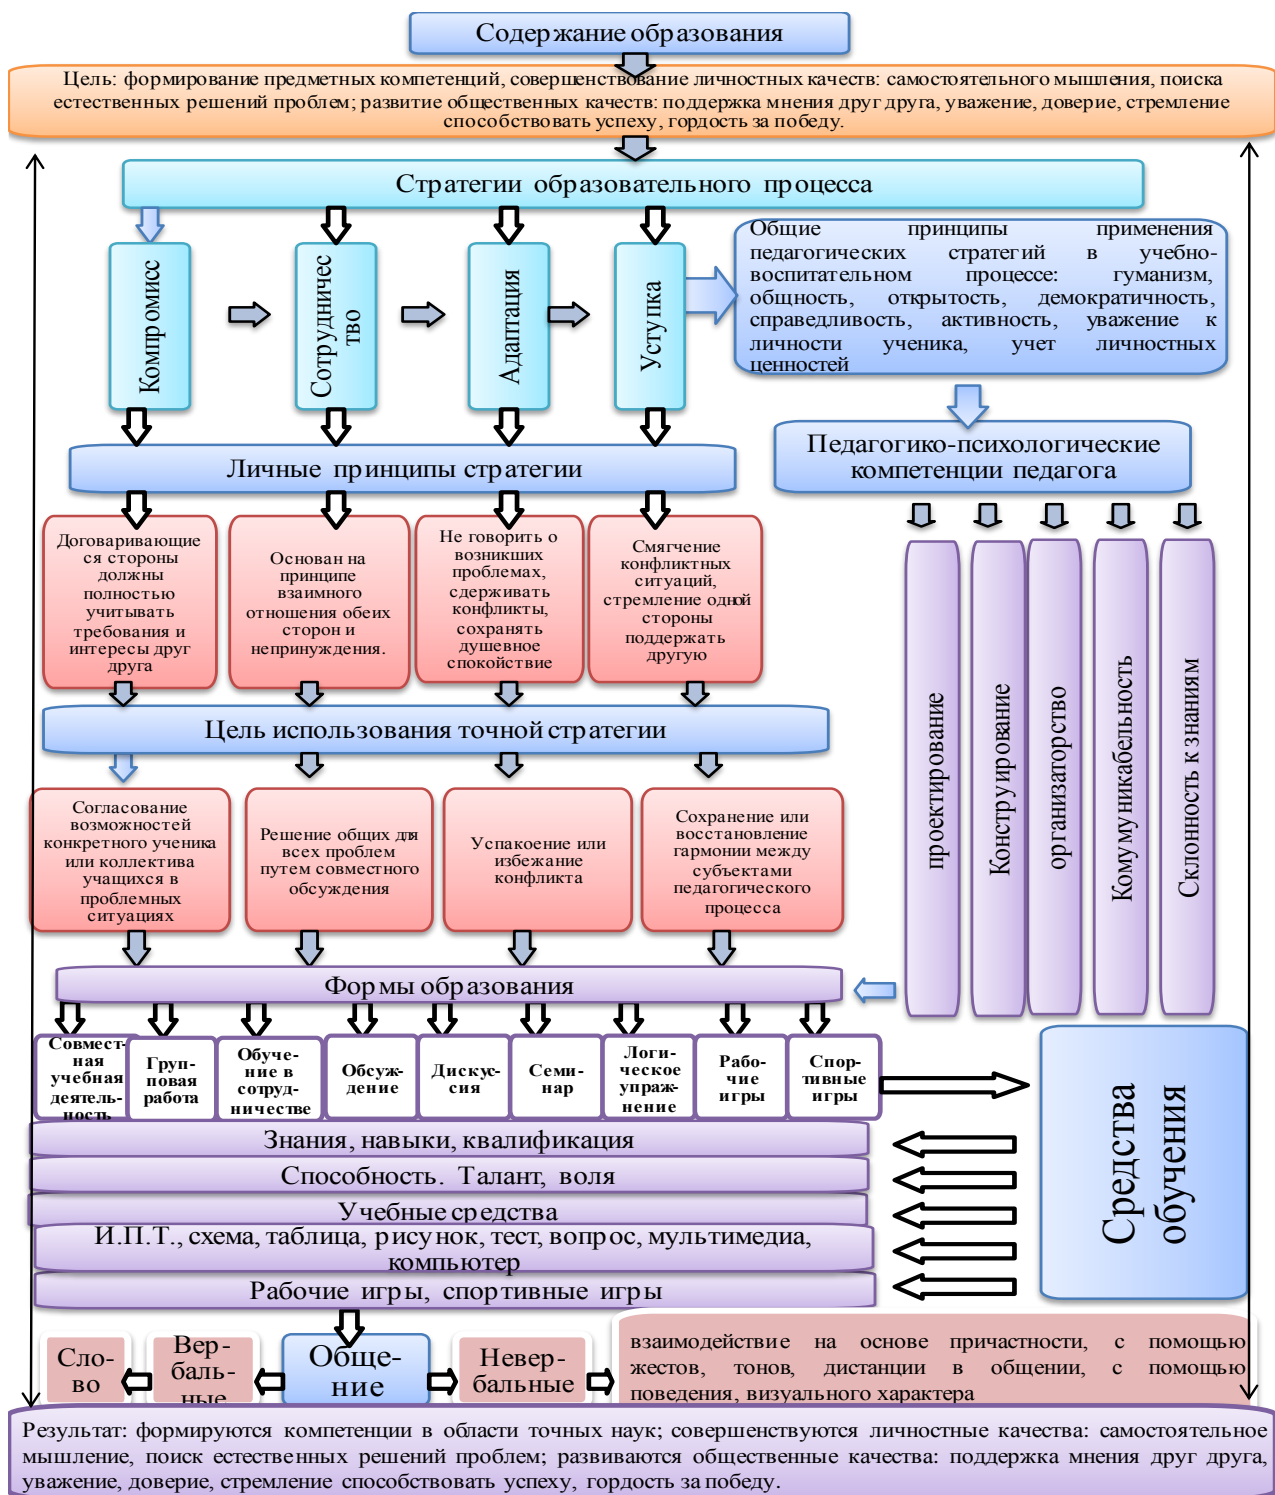 Содержание образования
Цель: формирование предметных компетенций, совершенствование личностных качеств: самостоятельного мышления, поиска
естественных решений проблем; развитие общественных качеств: поддержка мнения друг друга, уважение, доверие, стремление
способствовать успеху, гордость за победу.
Стратегии образовательного процесса
Компромисс
Сотрудничес
тво
Адаптация
Уступка
Общие принципы применения
педагогических стратегий в учебно-
воспитательном процессе: гуманизм,
общность, открытость, демократичность,
справедливость, активность, уважение к
личности ученика, учет личностных
ценностей
Личные принципы стратегии
Педагогико-психологические
компетенции педагога
Договаривающие
ся стороны
должны
полностью
учитывать
требования и
интересы друг
друга
Основан на
принципе
взаимного
отношения обеих
сторон и
непринуждения.
Не говорить о
возникших
проблемах,
сдерживать
конфликты,
сохранять
душевное
спокойствие
Смягчение
конфликтных
ситуаций,
стремление одной
стороны
поддержать
другую
проектирование
Конструирование
организаторство
Комуникабельность
Склонность к знаниям
Цель использования точной стратегии
Согласование
возможностей
конкретного ученика
или коллектива
учащихся в
проблемных
ситуациях
Решение общих для
всех проблем
путем совместного
обсуждения
Успакоение или
избежание
конфликта
Сохранение или
восстановление
гармонии между
субъектами
педагогического
процесса
Формы образования
Совмест-
ная
учебная
деятель-
ность
Груп-
повая
работа
Обуче-
ние в
сотруд-
ничестве
Обсуж-
дение
Дискус-
сия
Семи-
нар
Логи-
ческое
упраж-
нение
Рабо-
чие
игры
Спор-
тивные
игры
Средства
обучения
Знания, навыки, квалификация
Способность. Талант, воля
Учебные средства
И.П.Т., схема, таблица, рисунок, тест, вопрос, мультимедиа,
компьютер
Рабочие игры, спортивные игры
Сло-
во
Вер-
баль-
ные
Обще-
ние
Невер-
бальные
взаимодействие на основе причастности, с помощью
жестов, тонов, дистанции в общении, с помощью
поведения, визуального характера
Результат: формируются компетенции в области точных наук; совершенствуются личностные качества: самостоятельное
мышление, поиск естественных решений проблем; развиваются общественные качества: поддержка мнения друг друга,
уважение, доверие, стремление способствовать успеху, гордость за победу.